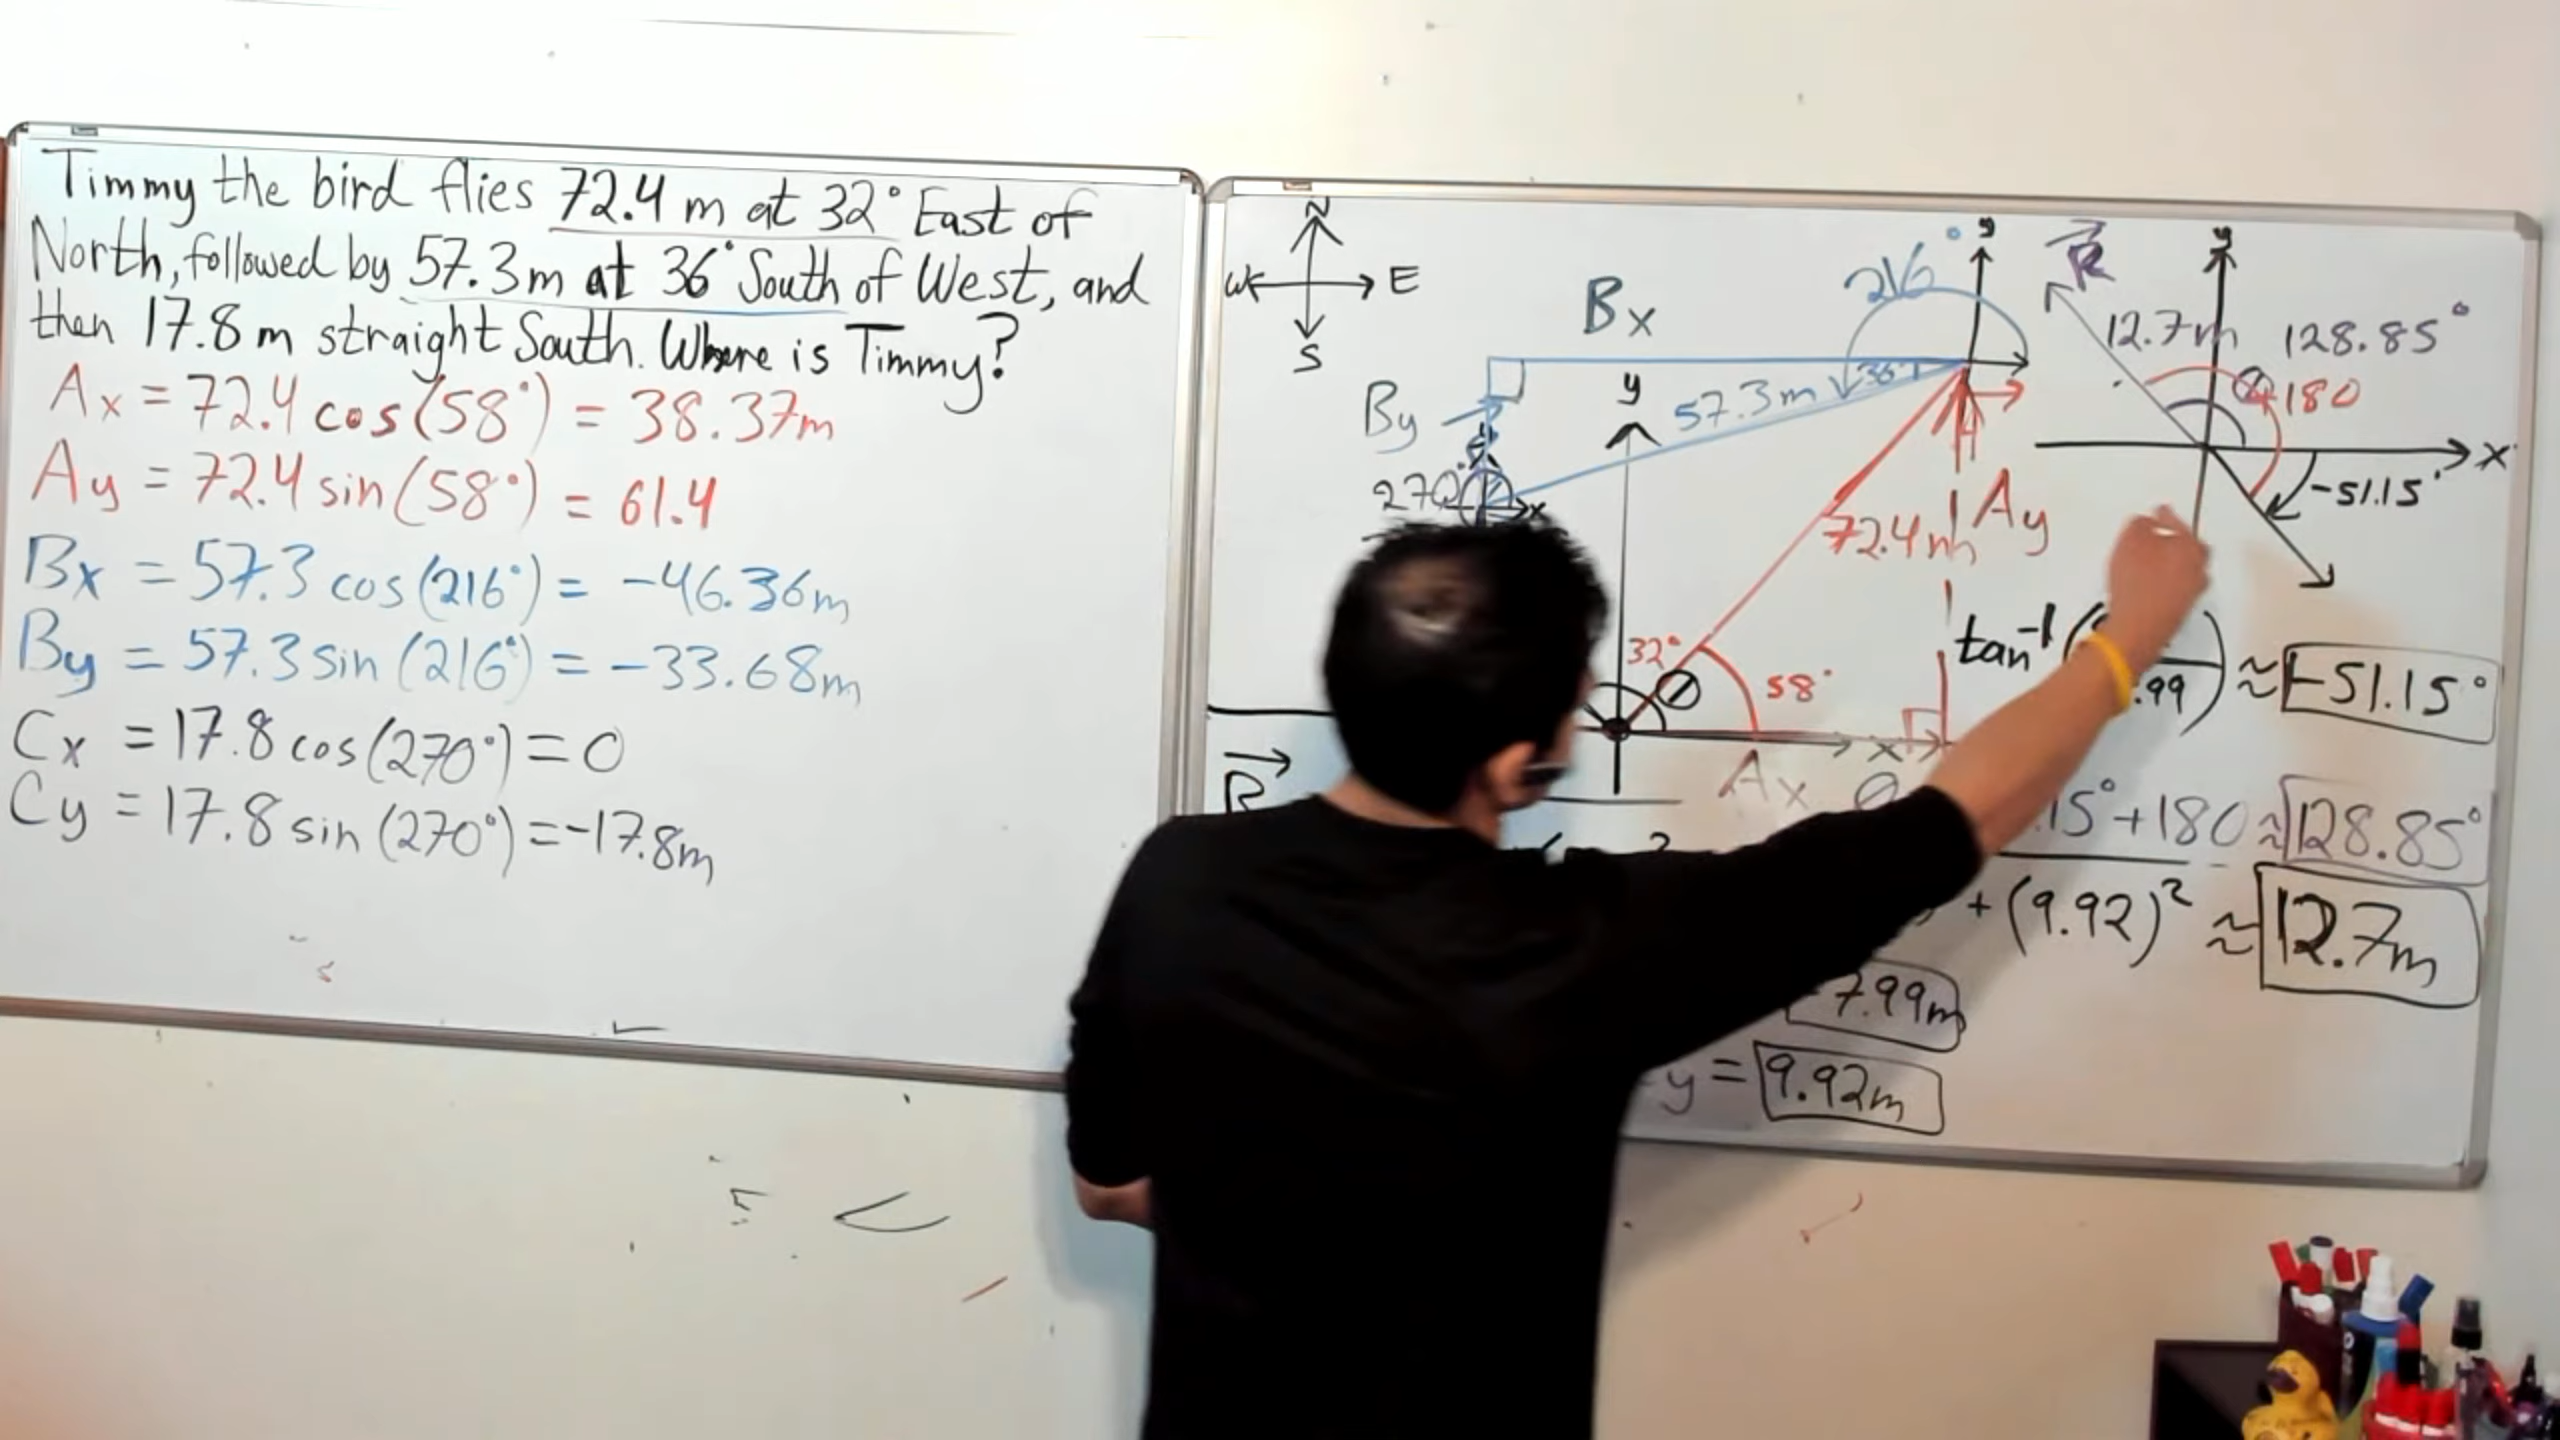 Timmy the bird flies 72.4 m at 32° East of
North, followed by 57.3m at 36° South of West, and
then 17.8 m straight South. Where is Timmy?
Ax = 72.4 cos(58°) = 38.37m
Ay = 72.4 sin(58°) = 61.4
Bx = 57.3 cos(216°) = -46.36m
By = 57.3 sin(216°) = -33.68m
Cx = 17.8 cos(270°) = 0
Cy = 17.8 sin(270°) = -17.8m
N
W E
S
Bx
216°
y
By
57.3m
36°
y
270°
x
72.4m
Ay
32°
58°
x
Ax
R
y
12.7m
128.85°
+180
x
-51.15°
tan⁻¹( .99) ≈ -51.15°
15° + 180 ≈ 128.85°
+ (9.92)² ≈ 12.7m
7.99m
y = 9.92m